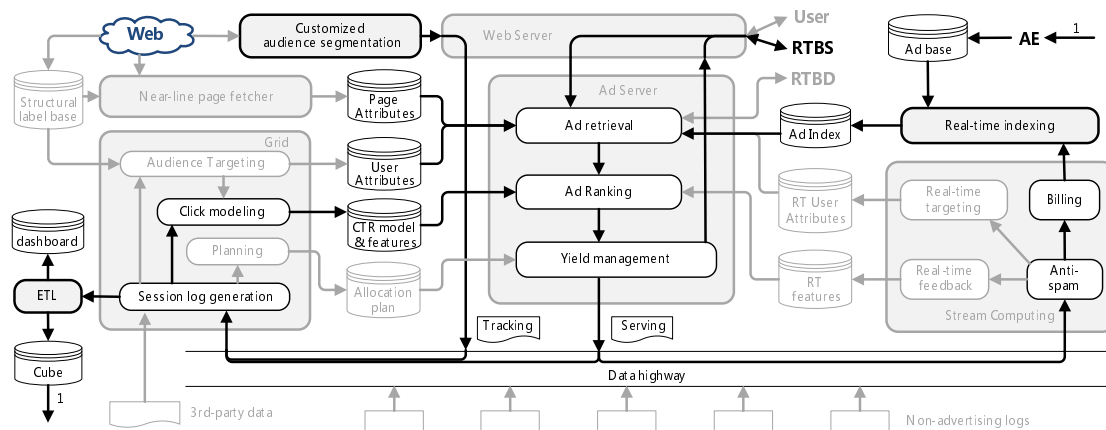 Web
Customized
audience segmentation
Web Server
User
RTBS
RTBD
Ad base
AE
1
Structural
label base
Near-line page fetcher
Page
Attributes
Ad Server
Ad retrieval
Ad Index
Real-time indexing
Grid
Audience Targeting
User
Attributes
Click modeling
CTR model
& features
Ad Ranking
RT User
Attributes
Real-time
targeting
Billing
dashboard
Planning
Allocation
plan
Yield management
RT
features
Real-time
feedback
Anti-
spam
ETL
Session log generation
Stream Computing
Tracking
Serving
Cube
1
Data highway
3rd-party data
Non-advertising logs